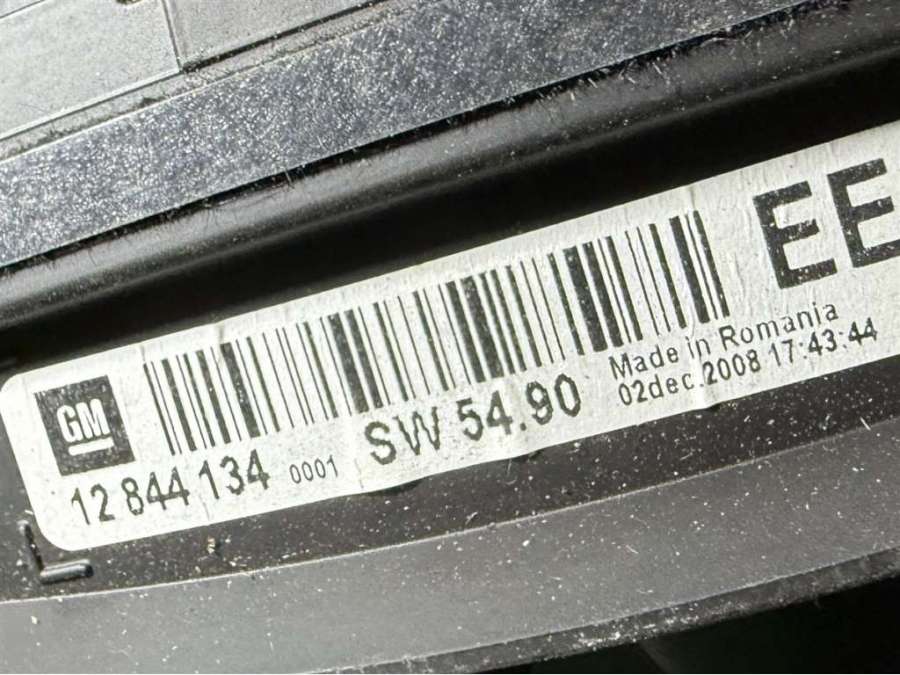 EE
Made in Romania
02dec.2008 17:43:44
GM
12 844 134 0001 SW 54.90